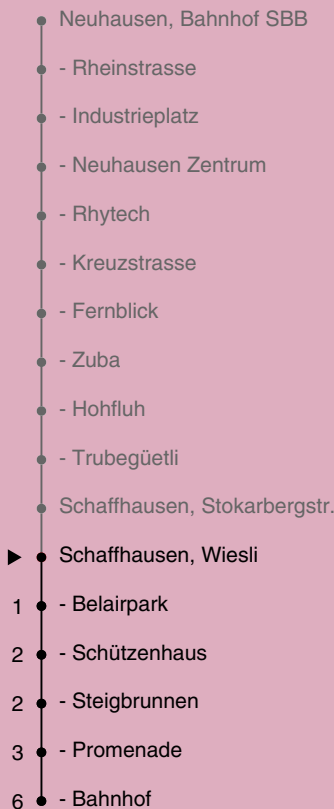 Neuhausen, Bahnhof SBB
- Rheinstrasse
- Industrieplatz
- Neuhausen Zentrum
- Rhytech
- Kreuzstrasse
- Fernblick
- Zuba
- Hohfluh
- Trubegüetli
Schaffhausen, Stokarbergstr.
Schaffhausen, Wiesli
1 - Belairpark
2 - Schützenhaus
2 - Steigbrunnen
3 - Promenade
6 - Bahnhof